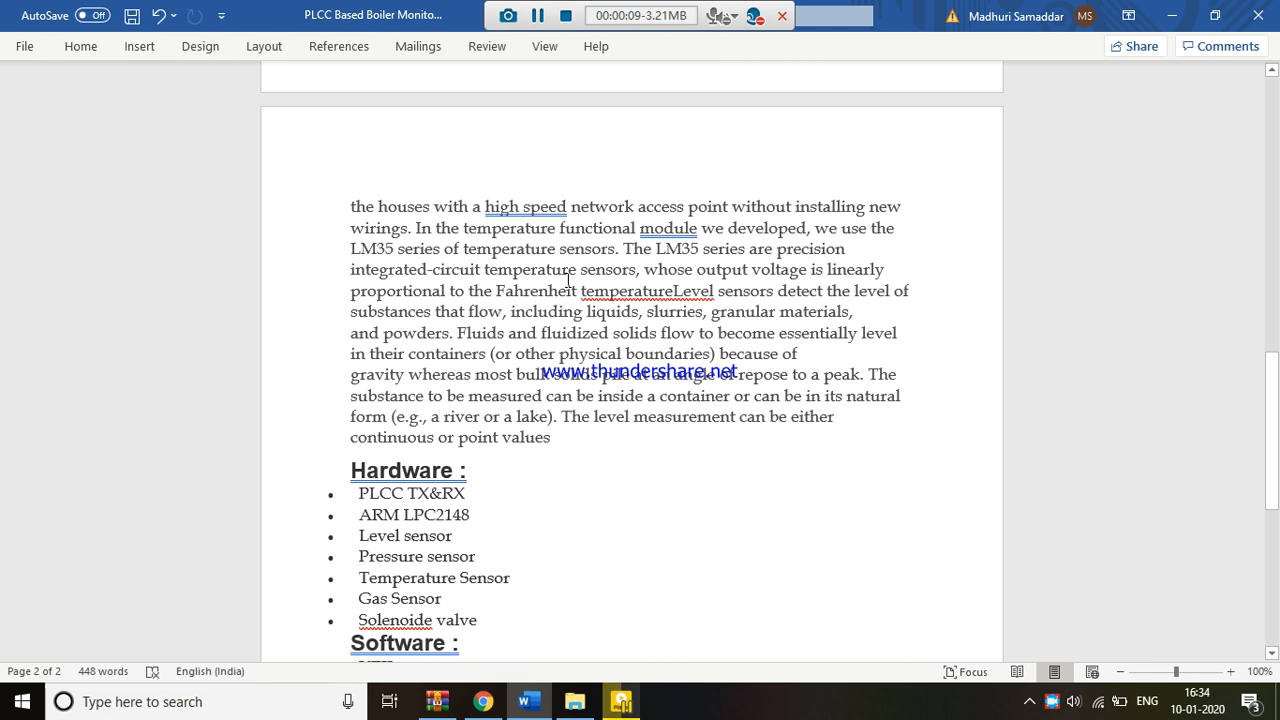 AutoSave Off PLCC Based Boiler Monito... 00:00:09-3.21MB Madhuri Samaddar MS
File Home Insert Design Layout References Mailings Review View Help Share Comments
the houses with a high speed network access point without installing new
wirings. In the temperature functional module we developed, we use the
LM35 series of temperature sensors. The LM35 series are precision
integrated-circuit temperature sensors, whose output voltage is linearly
proportional to the Fahrenheit temperatureLevel sensors detect the level of
substances that flow, including liquids, slurries, granular materials,
and powders. Fluids and fluidized solids flow to become essentially level
in their containers (or other physical boundaries) because of
gravity whereas most bulk solids pile at an angle of repose to a peak. The
www.thundershare.net
substance to be measured can be inside a container or can be in its natural
form (e.g., a river or a lake). The level measurement can be either
continuous or point values
Hardware :
• PLCC TX&RX
• ARM LPC2148
• Level sensor
• Pressure sensor
• Temperature Sensor
• Gas Sensor
• Solenoide valve
Software :
Page 2 of 2 448 words English (India) Focus 100%
Type here to search ENG 16:34
10-01-2020 3